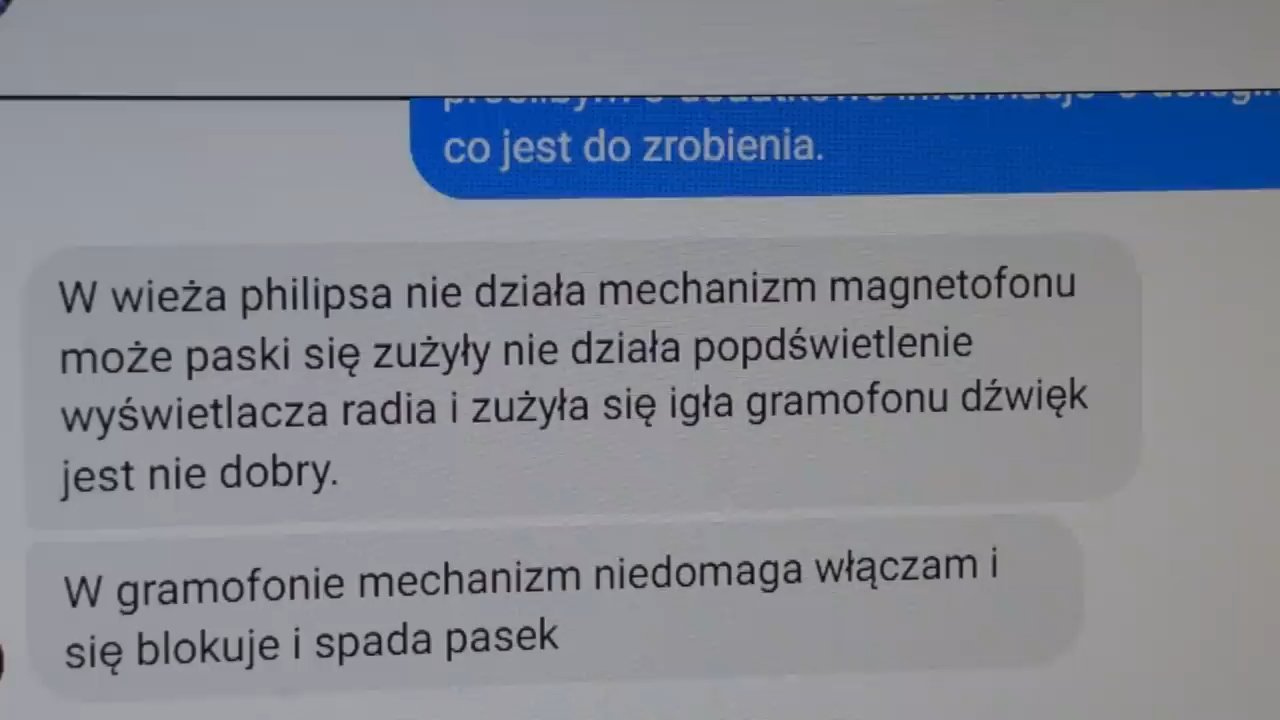 co jest do zrobienia.
W wieża philipsa nie działa mechanizm magnetofonu
może paski się zużyły nie działa popdświetlenie
wyświetlacza radia i zużyła się igła gramofonu dźwięk
jest nie dobry.
W gramofonie mechanizm niedomaga włączam i
się blokuje i spada pasek